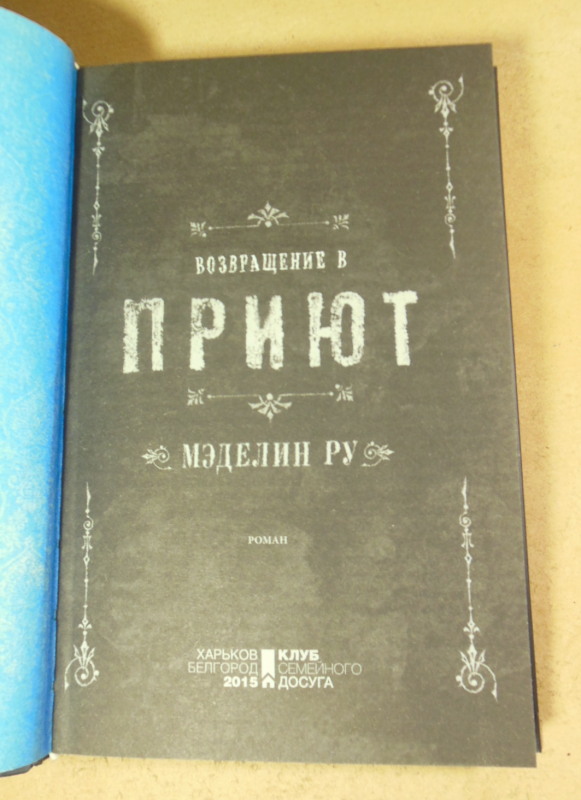 ВОЗВРАЩЕНИЕ В
ПРИЮТ
МЭДЕЛИН РУ
РОМАН
ХАРЬКОВ
БЕЛГОРОД
2015
КЛУБ
СЕМЕЙНОГО
ДОСУГА